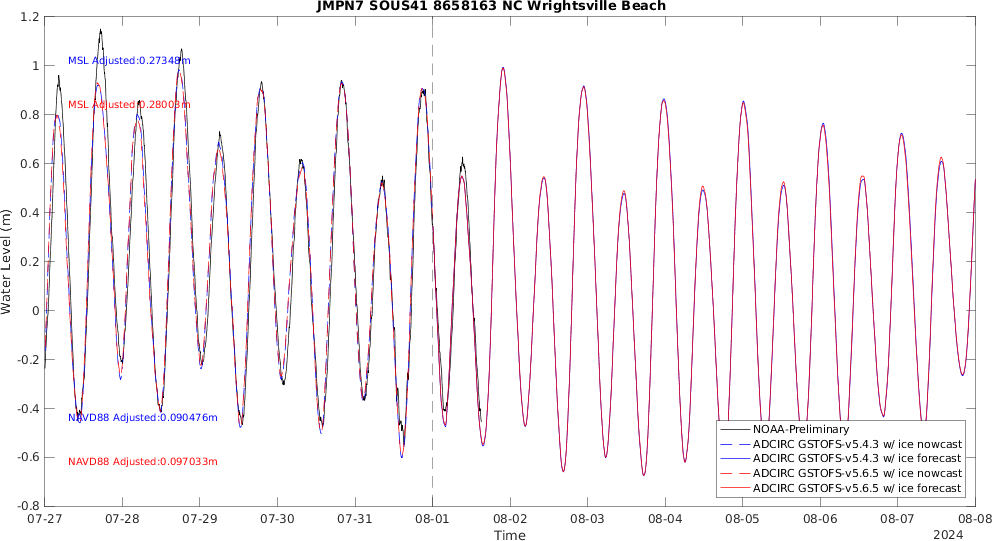 JMPN7 SOUS41 8658163 NC Wrightsville Beach
MSL Adjusted:0.27348m
MSL Adjusted:0.28003m
NAVD88 Adjusted:0.090476m
NAVD88 Adjusted:0.097033m
Water Level (m)
1.2
1
0.8
0.6
0.4
0.2
0
-0.2
-0.4
-0.6
-0.8
NOAA-Preliminary
ADCIRC GSTOFS-v5.4.3 w/ ice nowcast
ADCIRC GSTOFS-v5.4.3 w/ ice forecast
ADCIRC GSTOFS-v5.6.5 w/ ice nowcast
ADCIRC GSTOFS-v5.6.5 w/ ice forecast
07-27 07-28 07-29 07-30 07-31 08-01 08-02 08-03 08-04 08-05 08-06 08-07 08-08
Time
2024